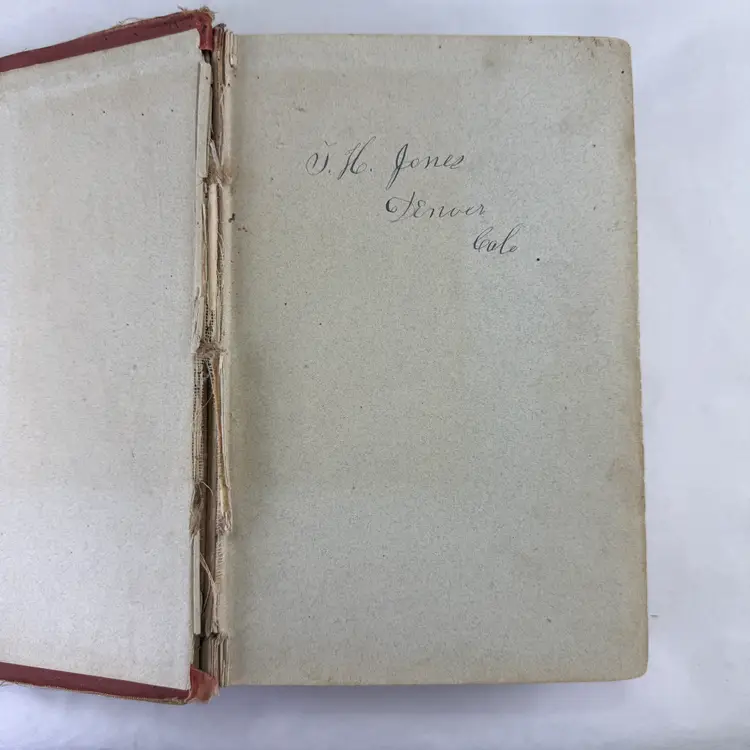 T. H. Jones
Denver
Colo